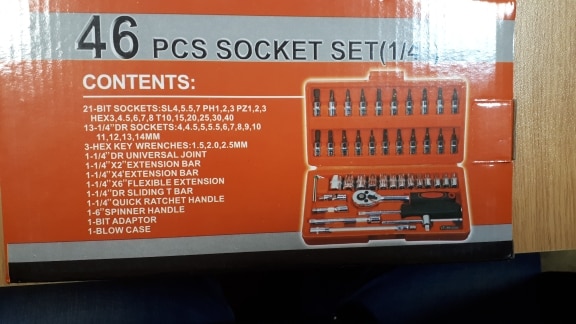 46 PCS SOCKET SET(1/4")
CONTENTS:
21-BIT SOCKETS:SL4,5.5,7 PH1,2,3 PZ1,2,3
HEX3,4,5,6,7,8 T10,15,20,25,30,40
13-1/4"DR SOCKETS:4,4.5,5,5.5,6,7,8,9,10
11,12,13,14MM
3-HEX KEY WRENCHES:1.5,2.0,2.5MM
1-1/4"DR UNIVERSAL JOINT
1-1/4"X2"EXTENSION BAR
1-1/4"X4"EXTENSION BAR
1-1/4"X6"FLEXIBLE EXTENSION
1-1/4"DR SLIDING T BAR
1-1/4"QUICK RATCHET HANDLE
1-6"SPINNER HANDLE
1-BIT ADAPTOR
1-BLOW CASE